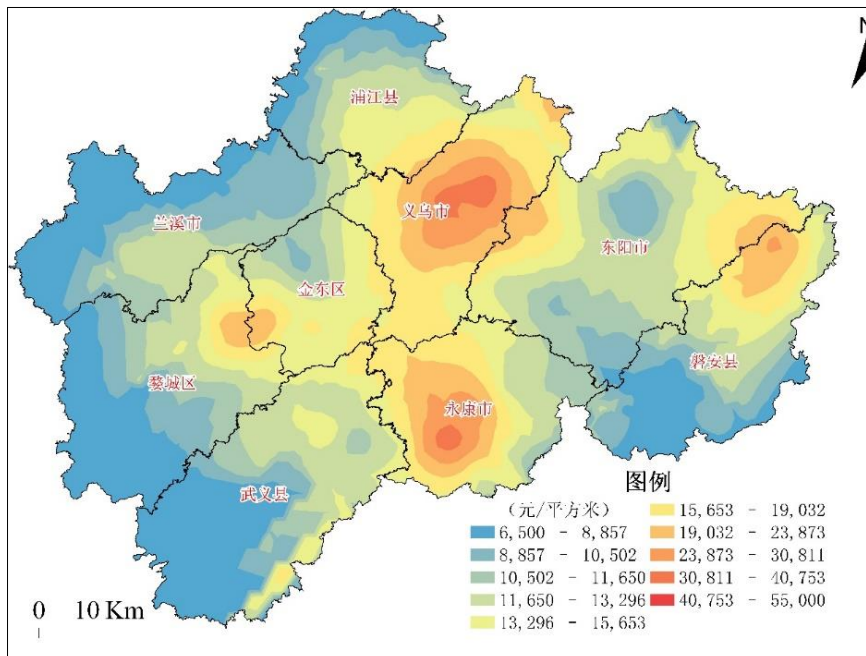 N
浦江县
义乌市
兰溪市
东阳市
金东区
磐安县
婺城区
永康市
武义县
图例
(元/平方米)
6,500 - 8,857
8,857 - 10,502
10,502 - 11,650
11,650 - 13,296
13,296 - 15,653
15,653 - 19,032
19,032 - 23,873
23,873 - 30,811
30,811 - 40,753
40,753 - 55,000
0 10 Km